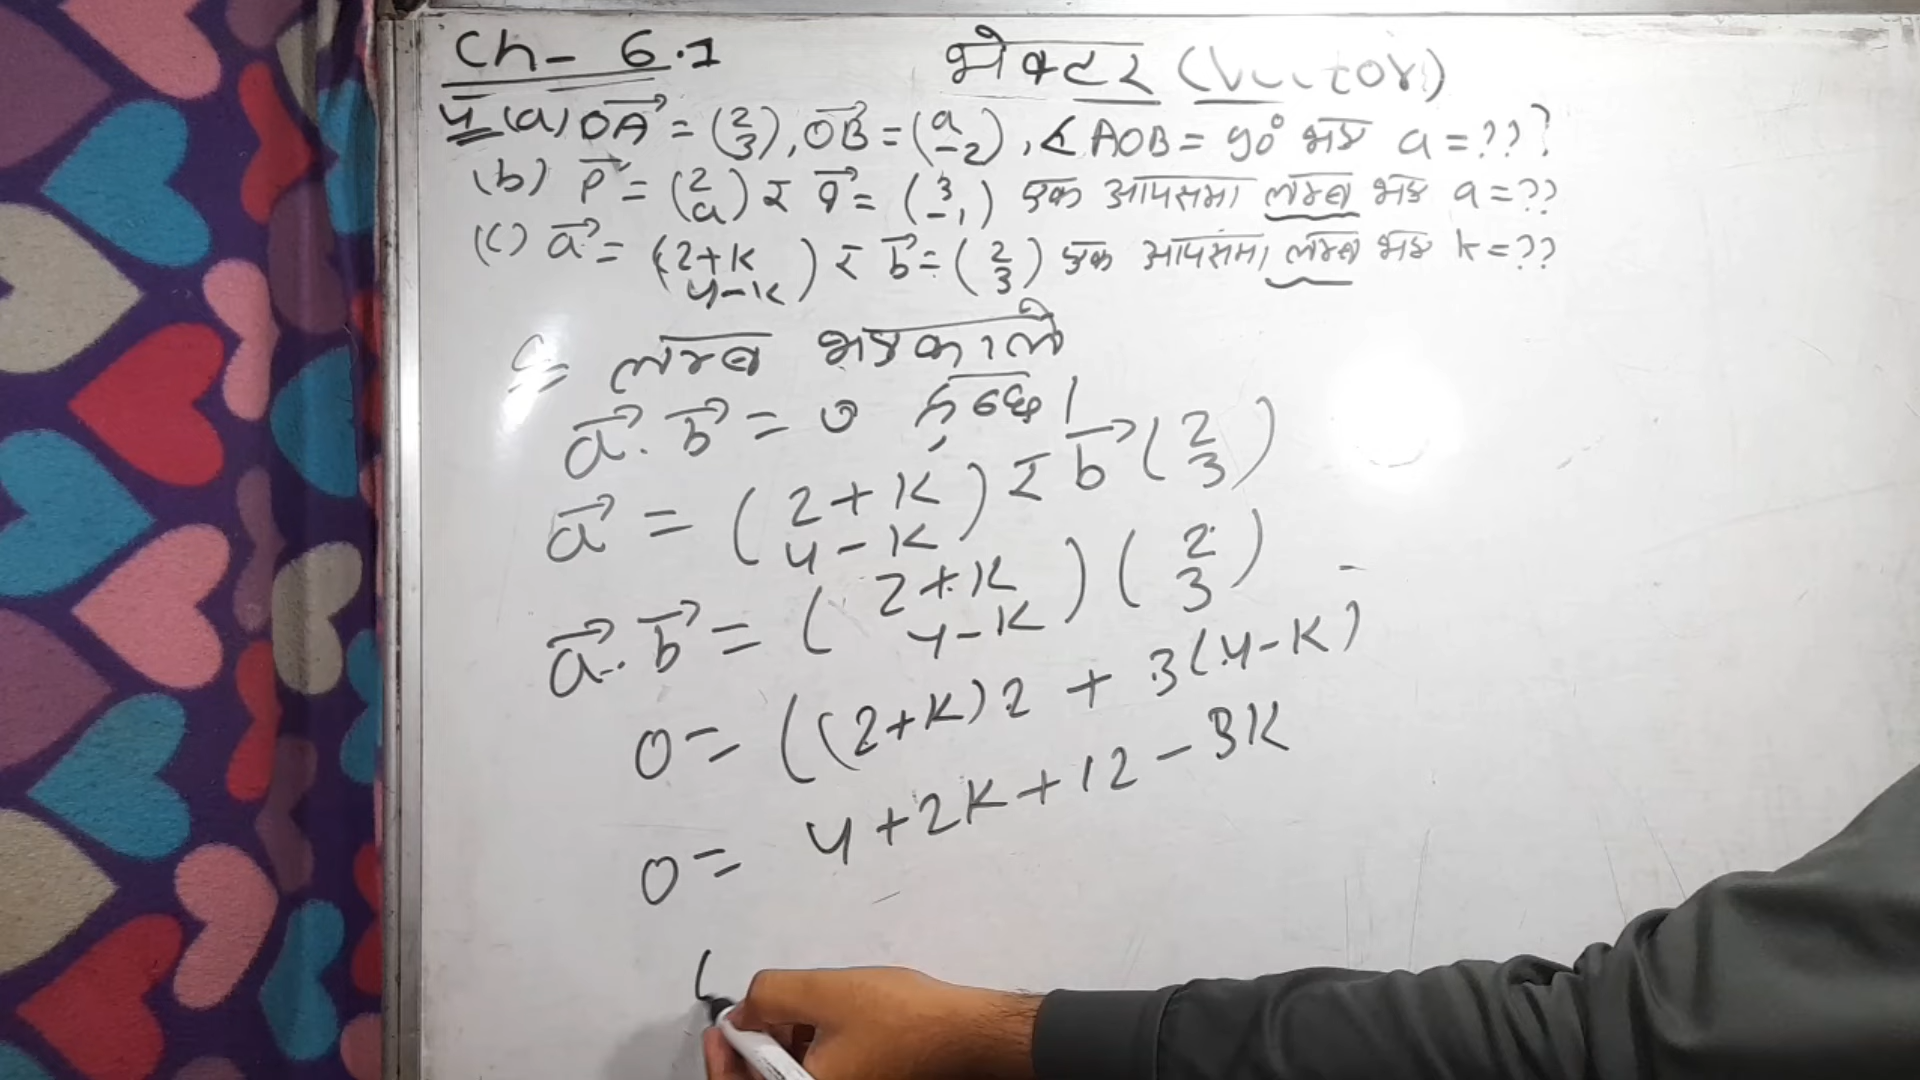 Ch- 6.1 भेक्टर (Vector)
4 (a) OA→ = (2 3), OB→ = (a -2), ∡AOB = 90° भए a = ???
(b) p→ = (2 a) र q→ = (3 -1) एक आपसमा लम्ब भए a = ??
(c) a→ = (2+K 4-K) र b→ = (2 3) एक आपसमा लम्ब भए k = ??
c= लम्ब भएकाले
a→. b→ = 0 हुन्छ।
a→ = (2+K 4-K) र b→ (2 3)
a→. b→ = (2+K 4-K) (2 3)
0 = ((2+K)2 + 3(4-K)
0 = 4+2K+12-3K